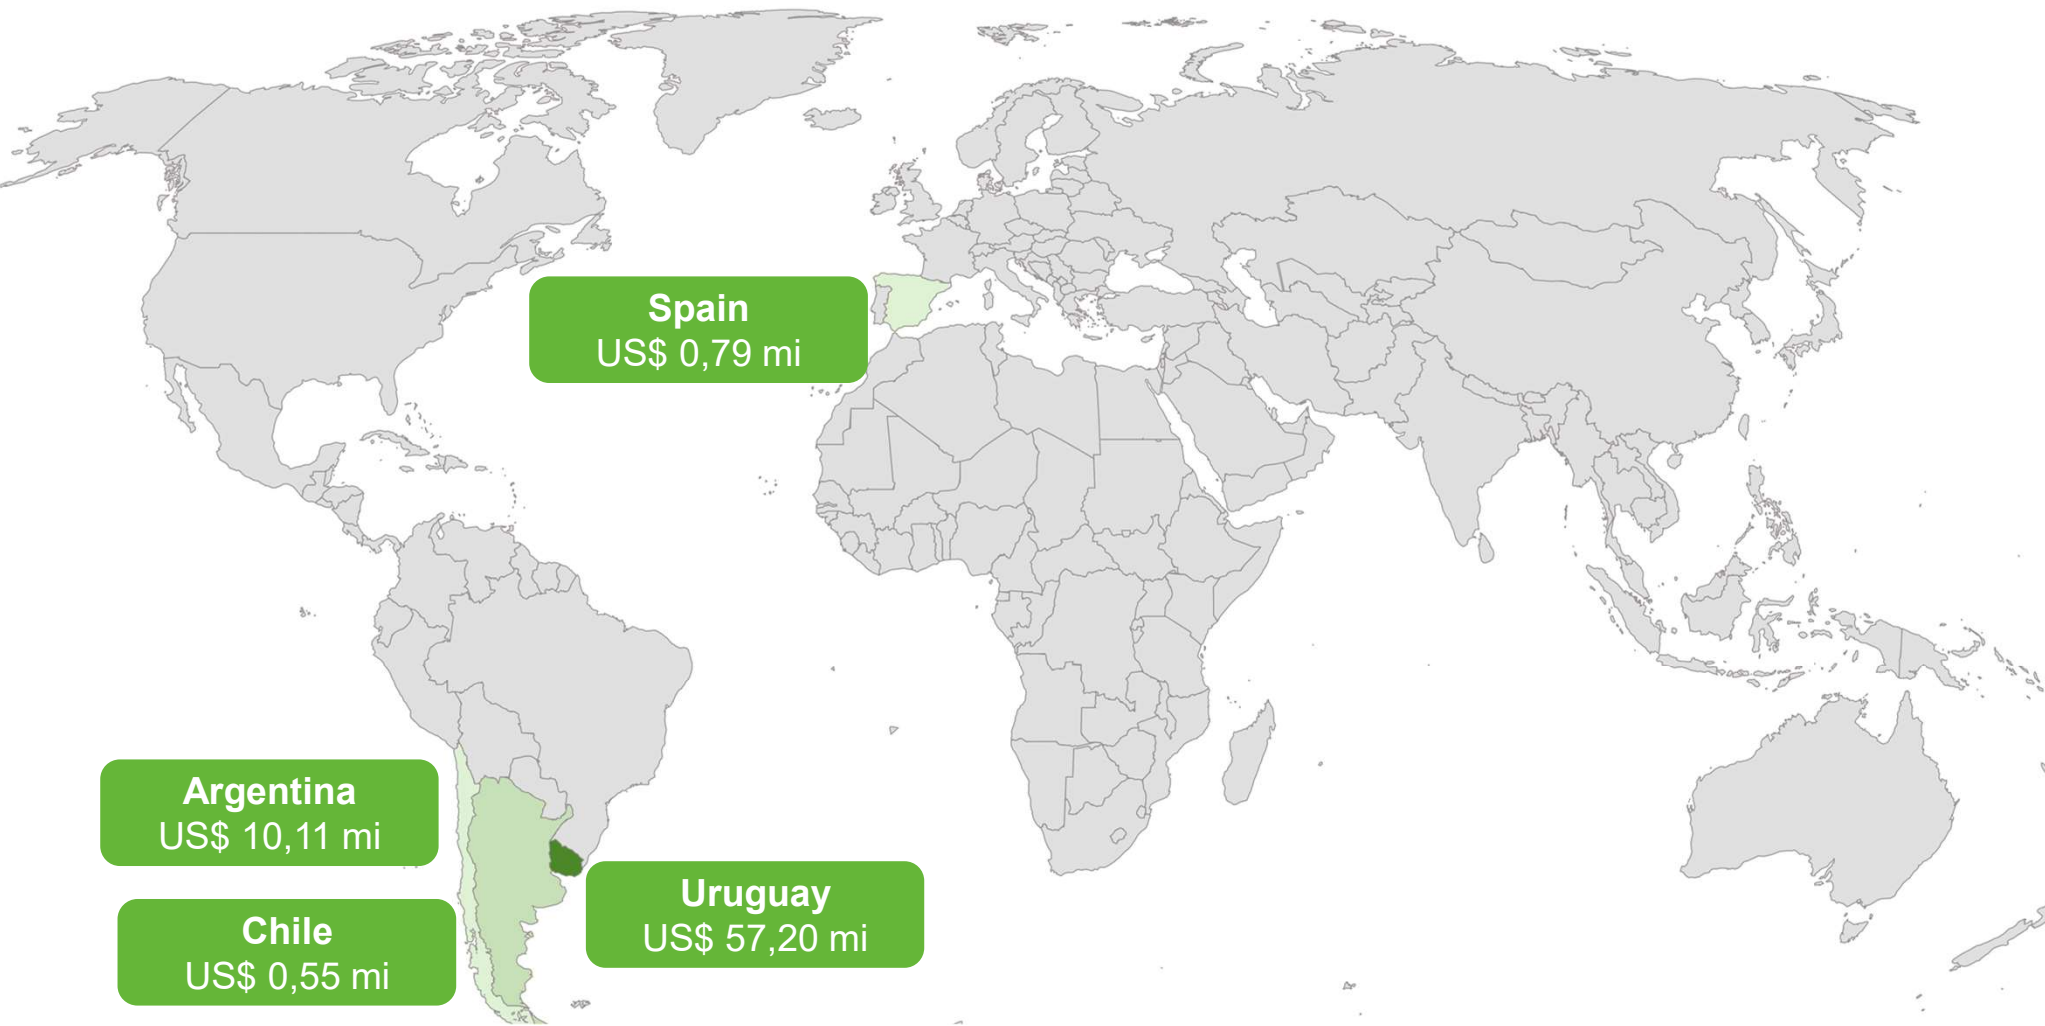 Spain
US$ 0,79 mi
Argentina
US$ 10,11 mi
Uruguay
US$ 57,20 mi
Chile
US$ 0,55 mi